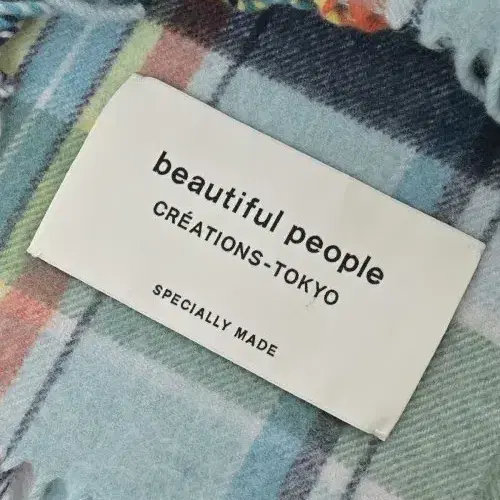 beautiful people
CRÉATIONS-TOKYO
SPECIALLY MADE